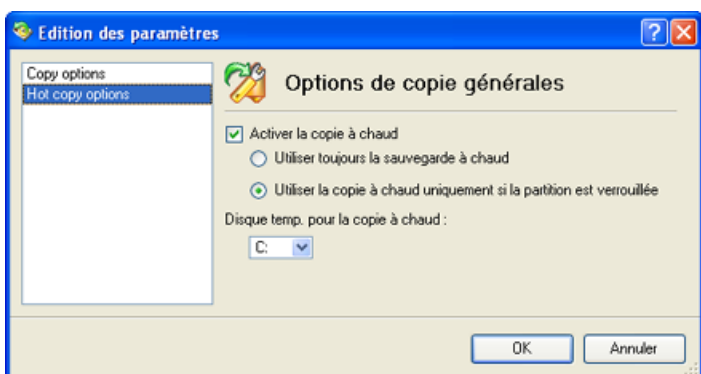 Edition des paramètres
Copy options
Hot copy options
Options de copie générales
Activer la copie à chaud
Utiliser toujours la sauvegarde à chaud
Utiliser la copie à chaud uniquement si la partition est verrouillée
Disque temp. pour la copie à chaud :
C:
OK
Annuler